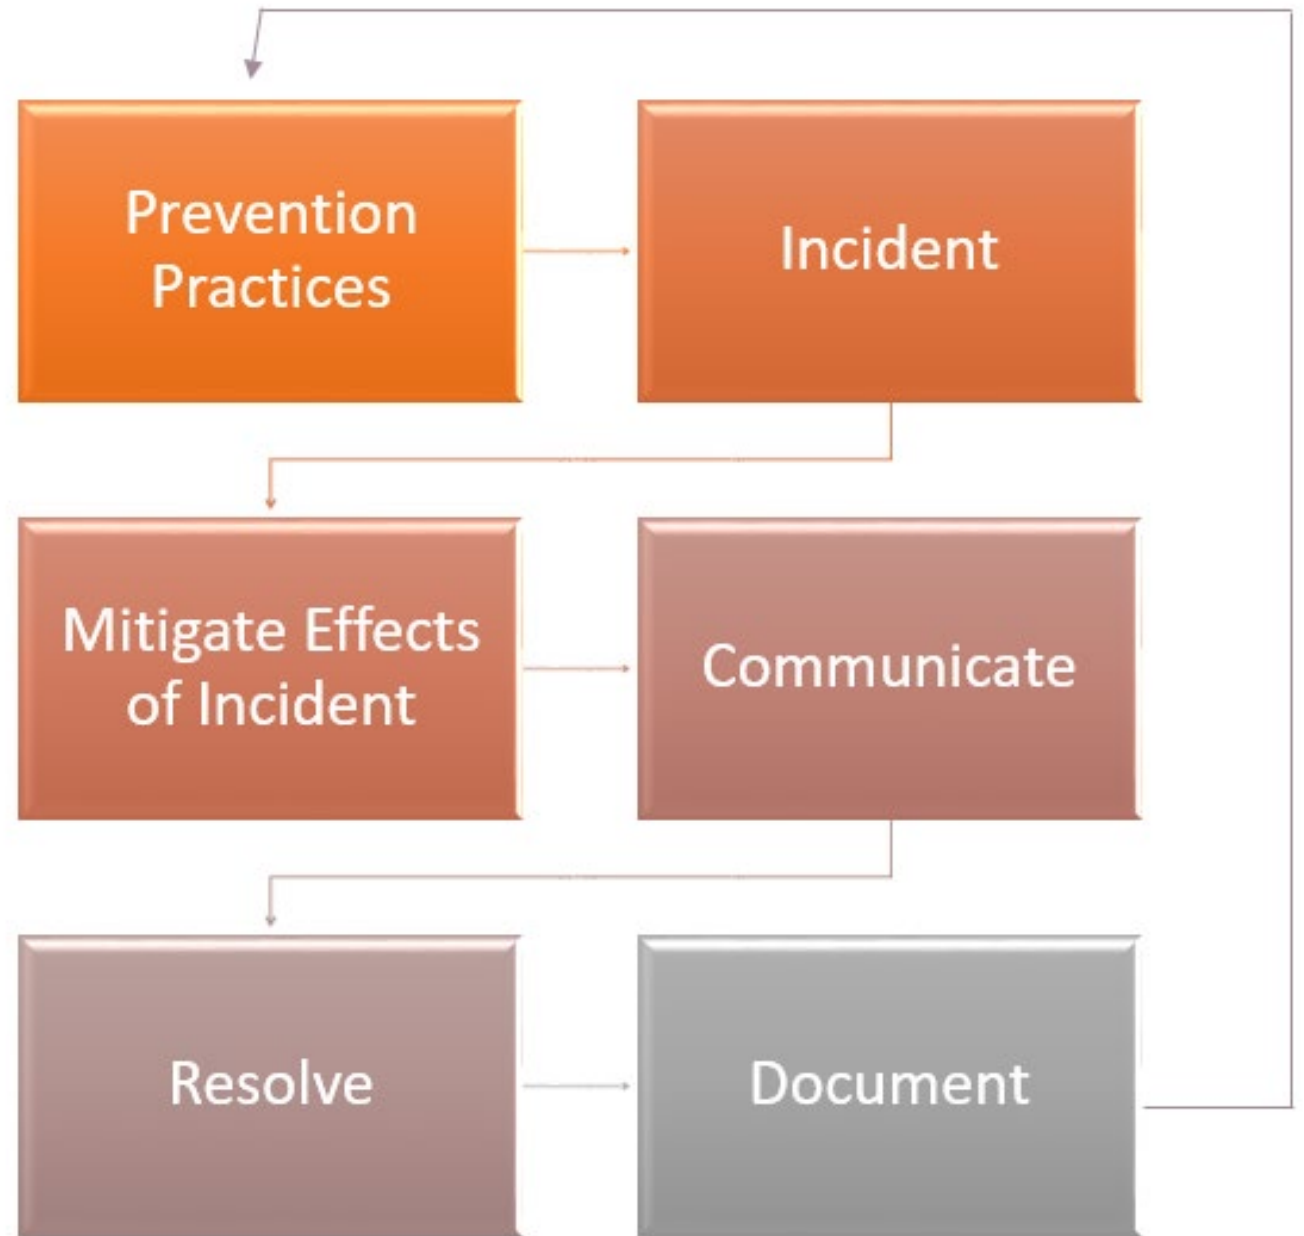 Prevention
Practices
Incident
Mitigate Effects
of Incident
Communicate
Resolve
Document